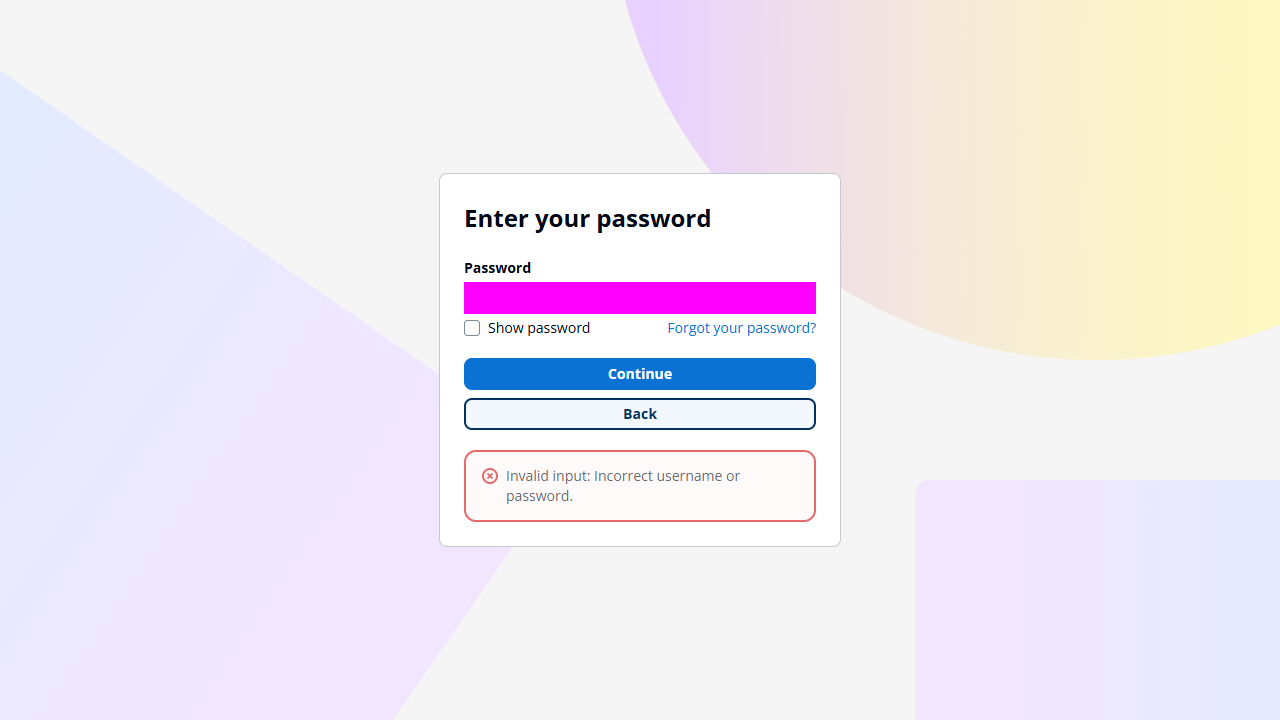 Enter your password
Password
Show password
Forgot your password?
Continue
Back
Invalid input: Incorrect username or
password.